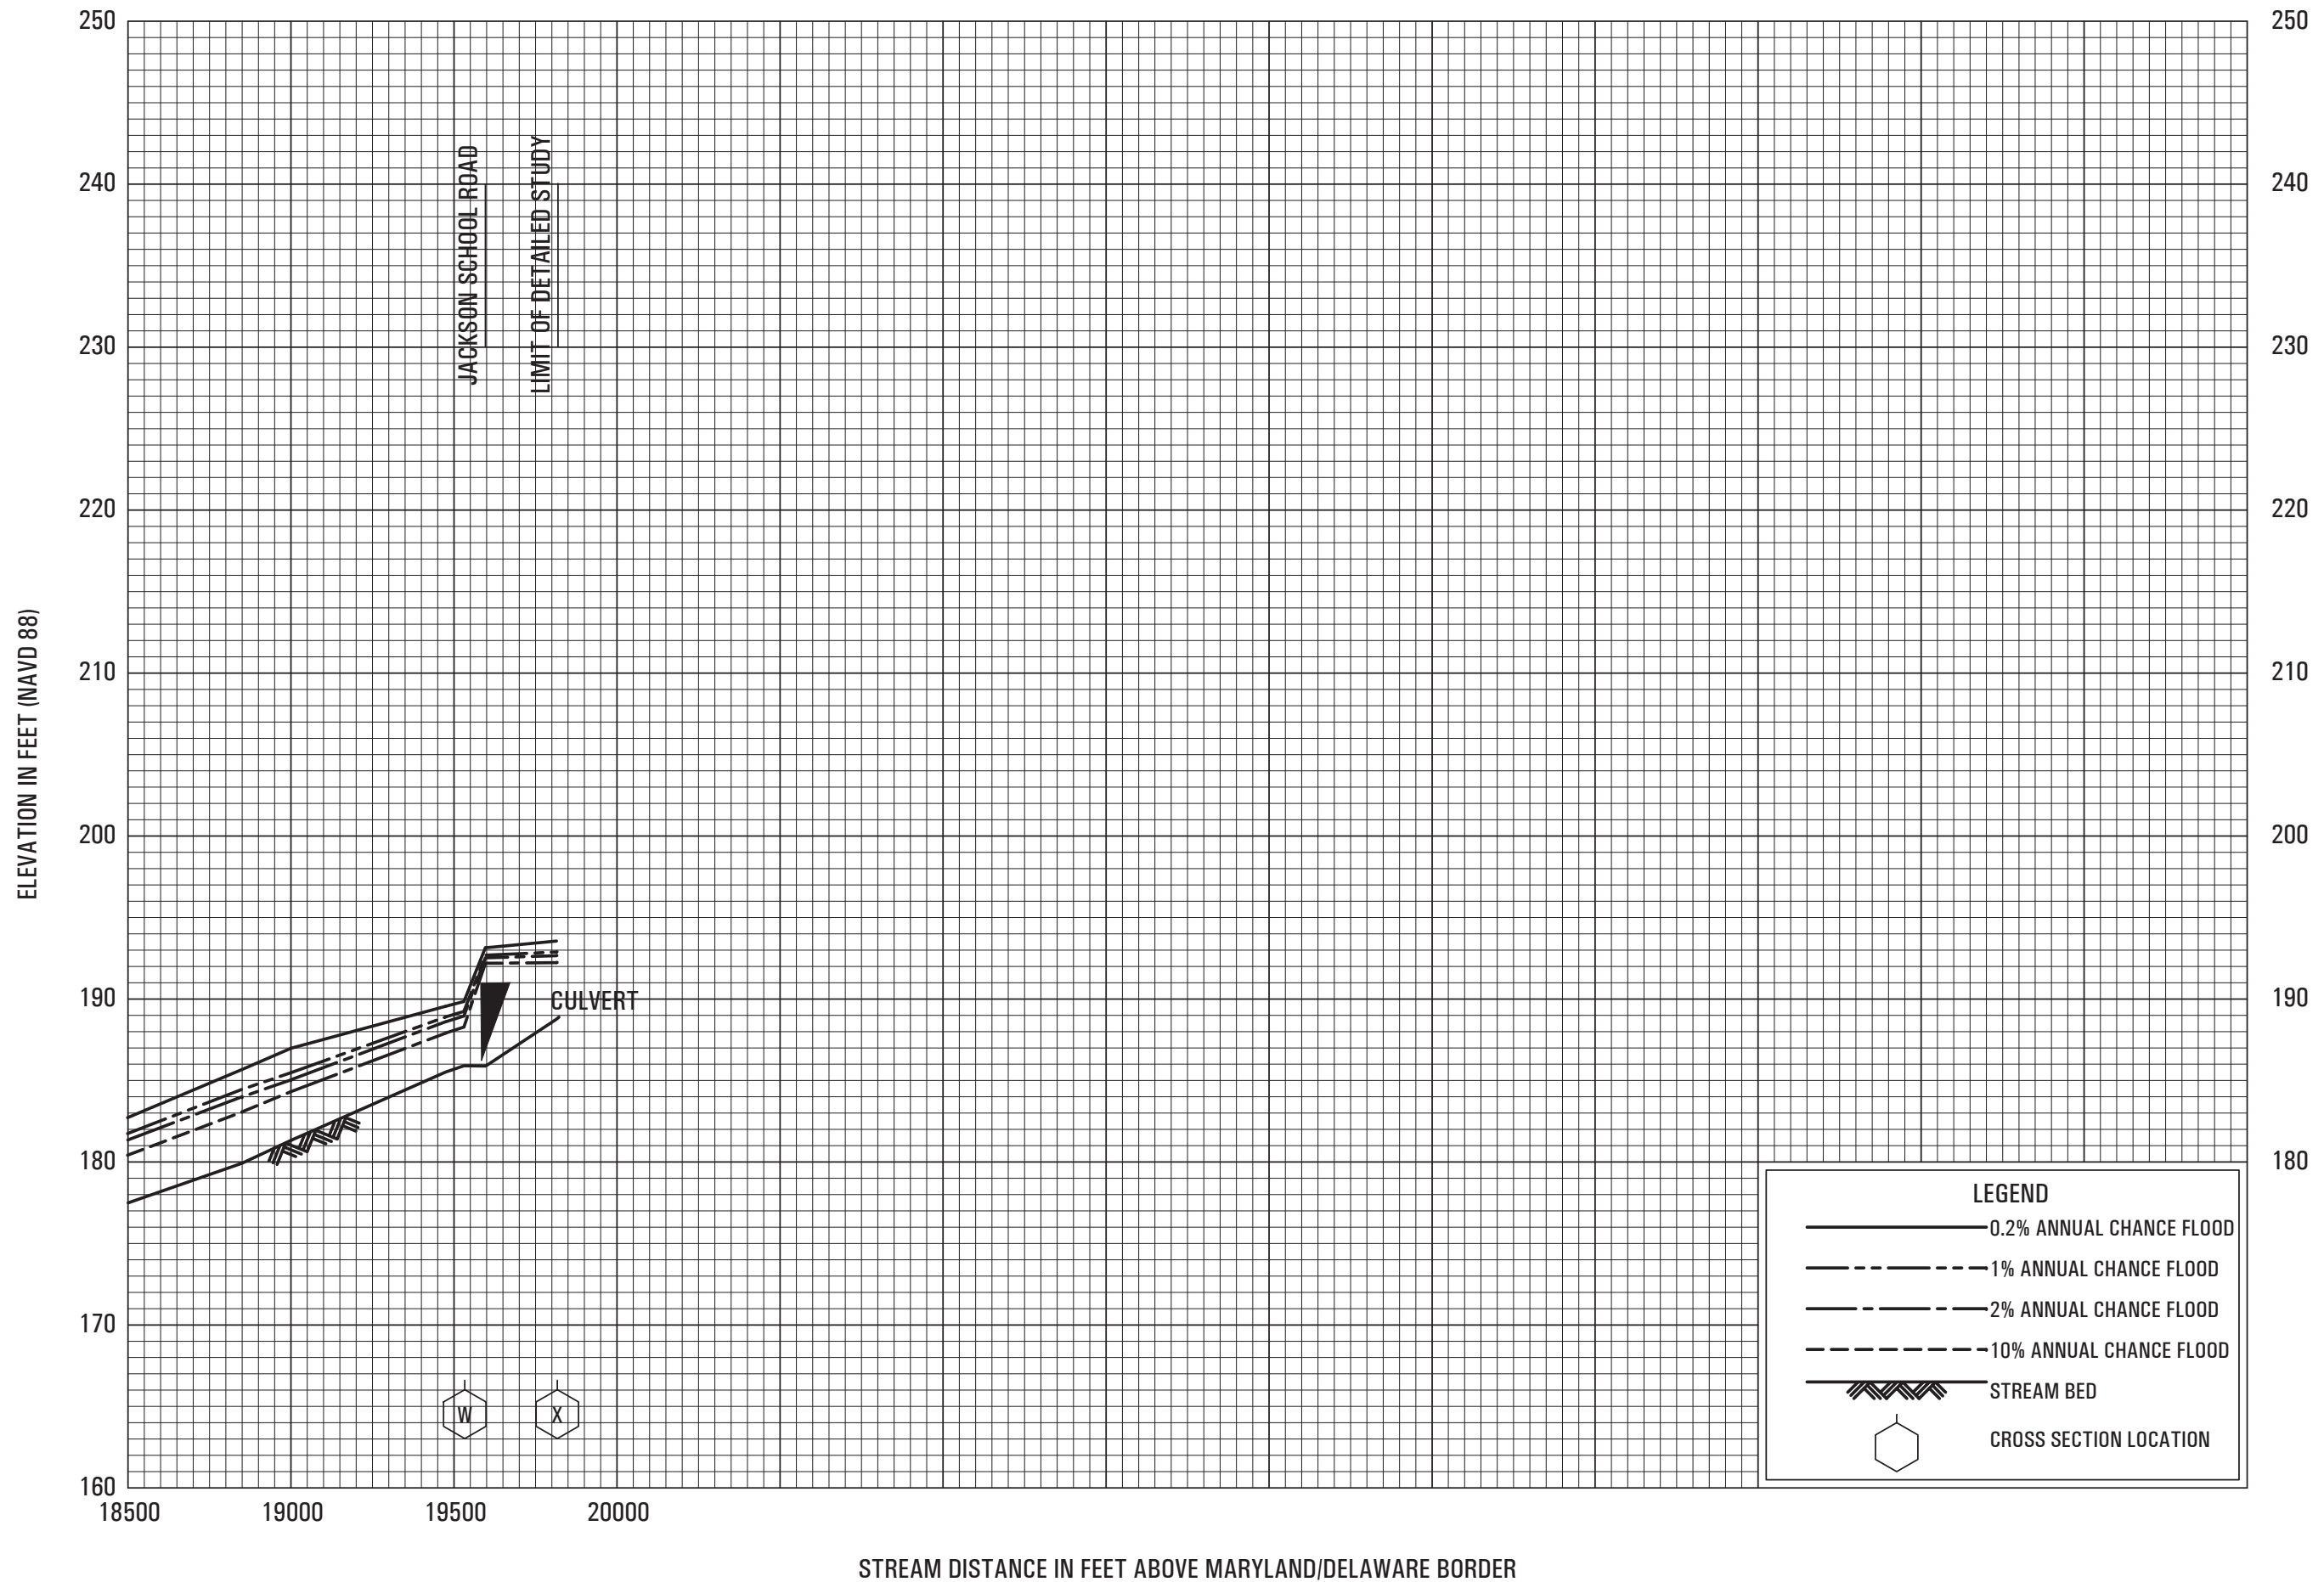 250
240
230
220
210
200
190
180
170
160
ELEVATION IN FEET (NAVD 88)
JACKSON SCHOOL ROAD
LIMIT OF DETAILED STUDY
CULVERT
W
X
250
240
230
220
210
200
190
180
LEGEND
0.2% ANNUAL CHANCE FLOOD
1% ANNUAL CHANCE FLOOD
2% ANNUAL CHANCE FLOOD
10% ANNUAL CHANCE FLOOD
STREAM BED
CROSS SECTION LOCATION
18500 19000 19500 20000
STREAM DISTANCE IN FEET ABOVE MARYLAND/DELAWARE BORDER